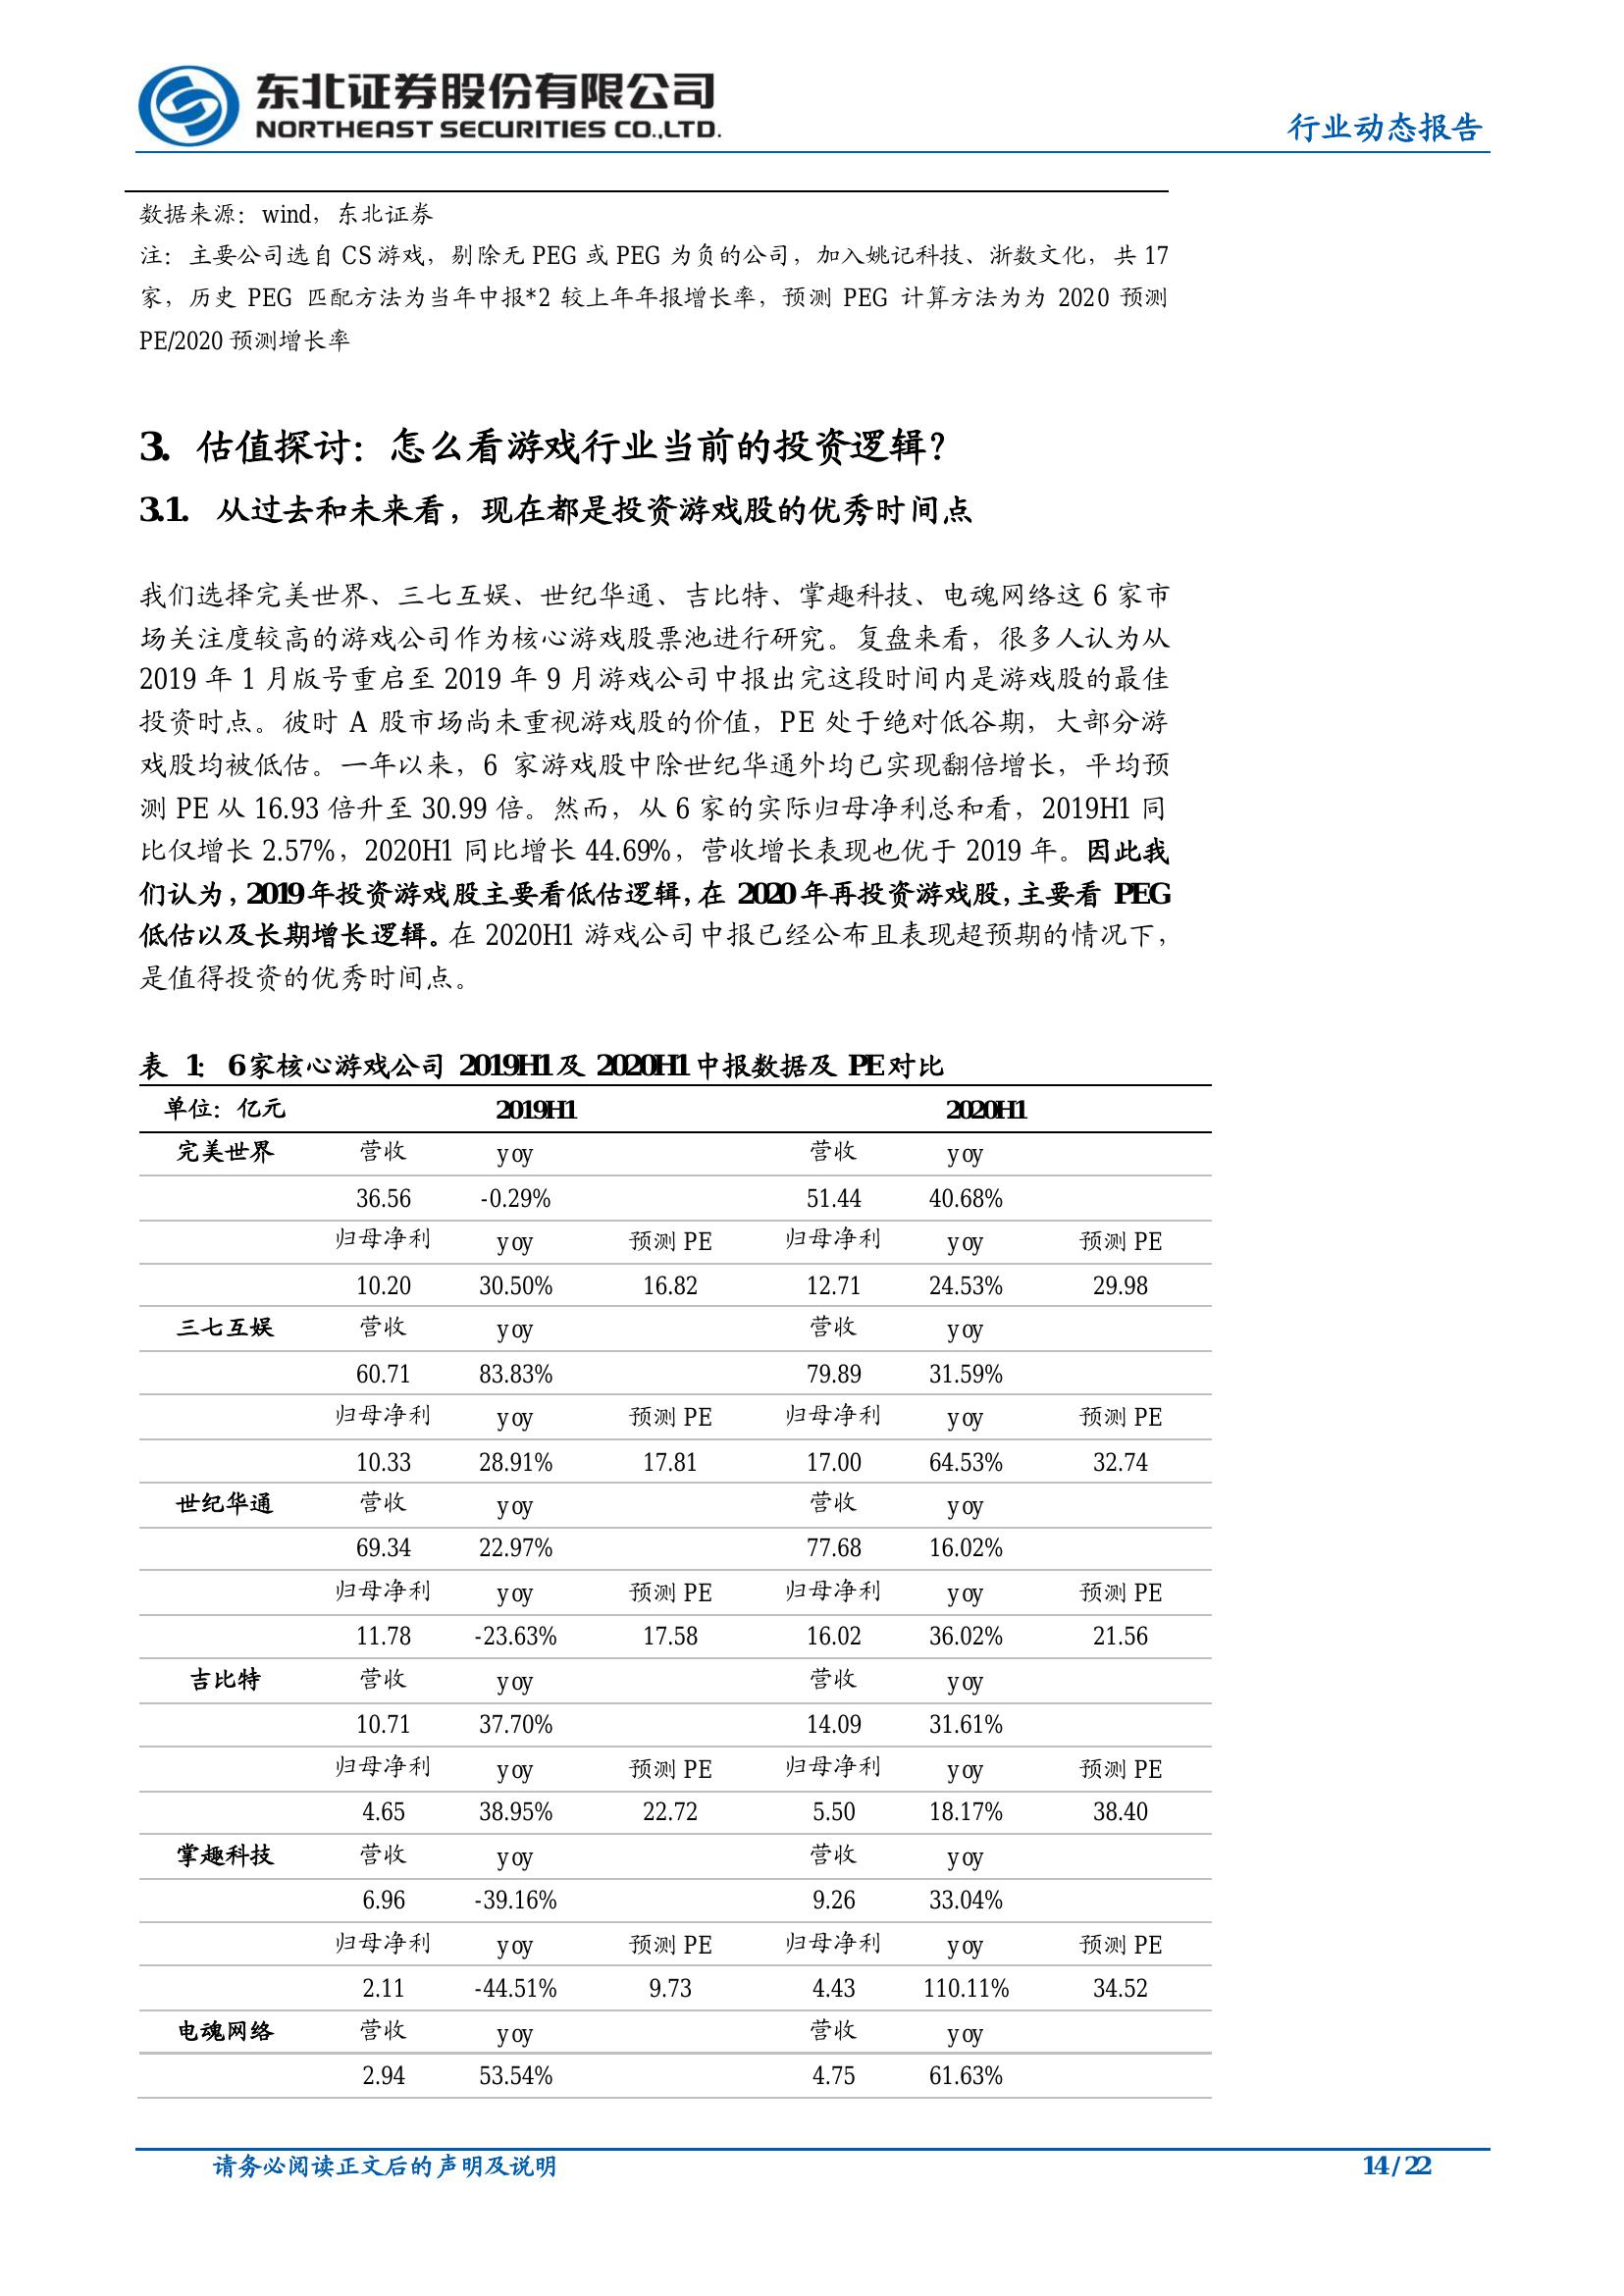 东北证券股份有限公司
NORTHEAST SECURITIES CO.,LTD.
行业动态报告
数据来源：wind，东北证券
注：主要公司选自 CS 游戏，剔除无 PEG 或 PEG 为负的公司，加入姚记科技、浙数文化，共 17
家，历史 PEG 匹配方法为当年中报*2 较上年年报增长率，预测 PEG 计算方法为为 2020 预测
PE/2020 预测增长率
3. 估值探讨：怎么看游戏行业当前的投资逻辑？
3.1. 从过去和未来看，现在都是投资游戏股的优秀时间点
我们选择完美世界、三七互娱、世纪华通、吉比特、掌趣科技、电魂网络这 6 家市
场关注度较高的游戏公司作为核心游戏股票池进行研究。复盘来看，很多人认为从
2019 年 1 月版号重启至 2019 年 9 月游戏公司中报出完这段时间内是游戏股的最佳
投资时点。彼时 A 股市场尚未重视游戏股的价值，PE 处于绝对低谷期，大部分游
戏股均被低估。一年以来，6 家游戏股中除世纪华通外均已实现翻倍增长，平均预
测 PE 从 16.93 倍升至 30.99 倍。然而，从 6 家的实际归母净利总和看，2019H1 同
比仅增长 2.57%，2020H1 同比增长 44.69%，营收增长表现也优于 2019 年。因此我
们认为，2019 年投资游戏股主要看低估逻辑，在 2020 年再投资游戏股，主要看 PEG
低估以及长期增长逻辑。在 2020H1 游戏公司中报已经公布且表现超预期的情况下，
是值得投资的优秀时间点。
表 1：6 家核心游戏公司 2019H1 及 2020H1 中报数据及 PE 对比
单位：亿元 2019H1 2020H1
完美世界 营收 yoy 营收 yoy
36.56 -0.29% 51.44 40.68%
归母净利 yoy 预测 PE 归母净利 yoy 预测 PE
10.20 30.50% 16.82 12.71 24.53% 29.98
三七互娱 营收 yoy 营收 yoy
60.71 83.83% 79.89 31.59%
归母净利 yoy 预测 PE 归母净利 yoy 预测 PE
10.33 28.91% 17.81 17.00 64.53% 32.74
世纪华通 营收 yoy 营收 yoy
69.34 22.97% 77.68 16.02%
归母净利 yoy 预测 PE 归母净利 yoy 预测 PE
11.78 -23.63% 17.58 16.02 36.02% 21.56
吉比特 营收 yoy 营收 yoy
10.71 37.70% 14.09 31.61%
归母净利 yoy 预测 PE 归母净利 yoy 预测 PE
4.65 38.95% 22.72 5.50 18.17% 38.40
掌趣科技 营收 yoy 营收 yoy
6.96 -39.16% 9.26 33.04%
归母净利 yoy 预测 PE 归母净利 yoy 预测 PE
2.11 -44.51% 9.73 4.43 110.11% 34.52
电魂网络 营收 yoy 营收 yoy
2.94 53.54% 4.75 61.63%
请务必阅读正文后的声明及说明 14 / 22